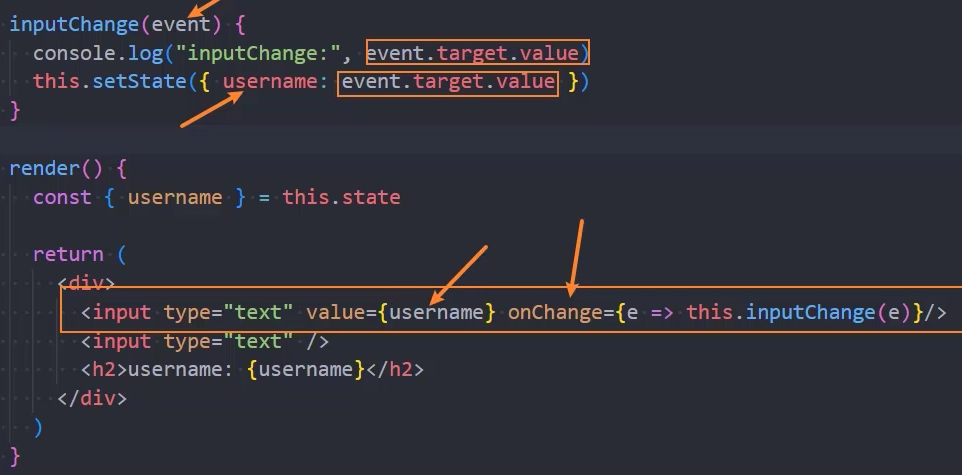 inputChange(event) {
console.log("inputChange:", event.target.value)
this.setState({ username: event.target.value })
}
render() {
const { username } = this.state
return (
<div>
<input type="text" value={username} onChange={e => this.inputChange(e)}/>
<input type="text" />
<h2>username: {username}</h2>
</div>
)
}